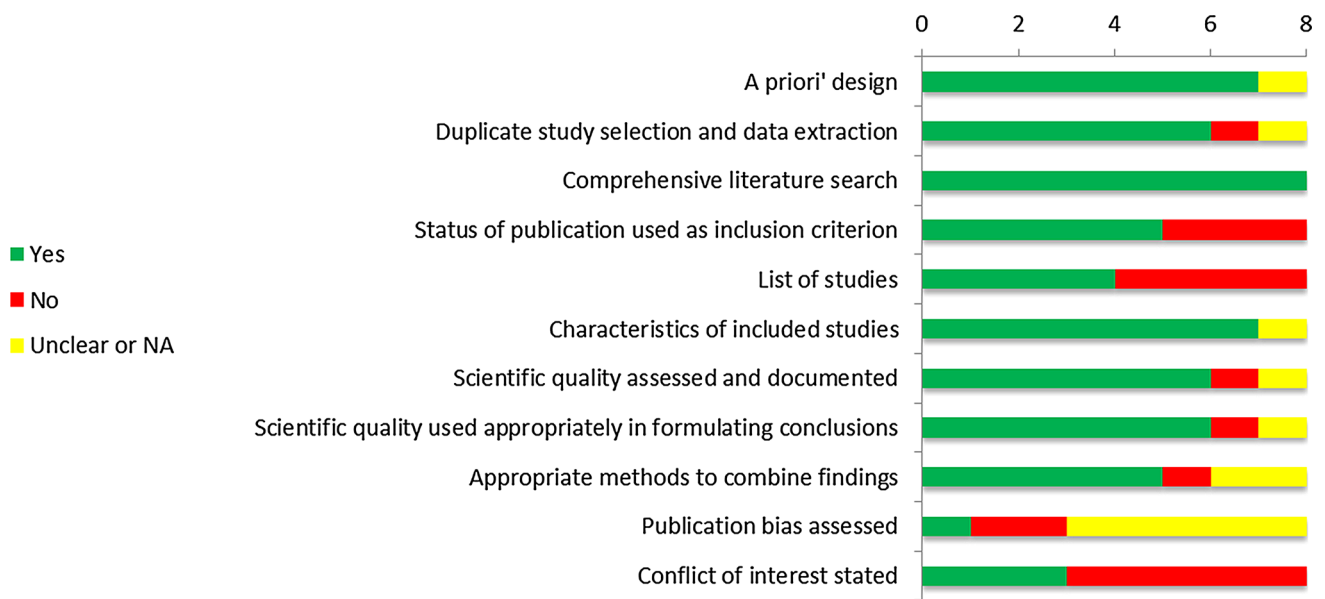 0 2 4 6 8
A priori' design
Duplicate study selection and data extraction
Comprehensive literature search
Status of publication used as inclusion criterion
List of studies
Characteristics of included studies
Scientific quality assessed and documented
Scientific quality used appropriately in formulating conclusions
Appropriate methods to combine findings
Publication bias assessed
Conflict of interest stated
Yes
No
Unclear or NA